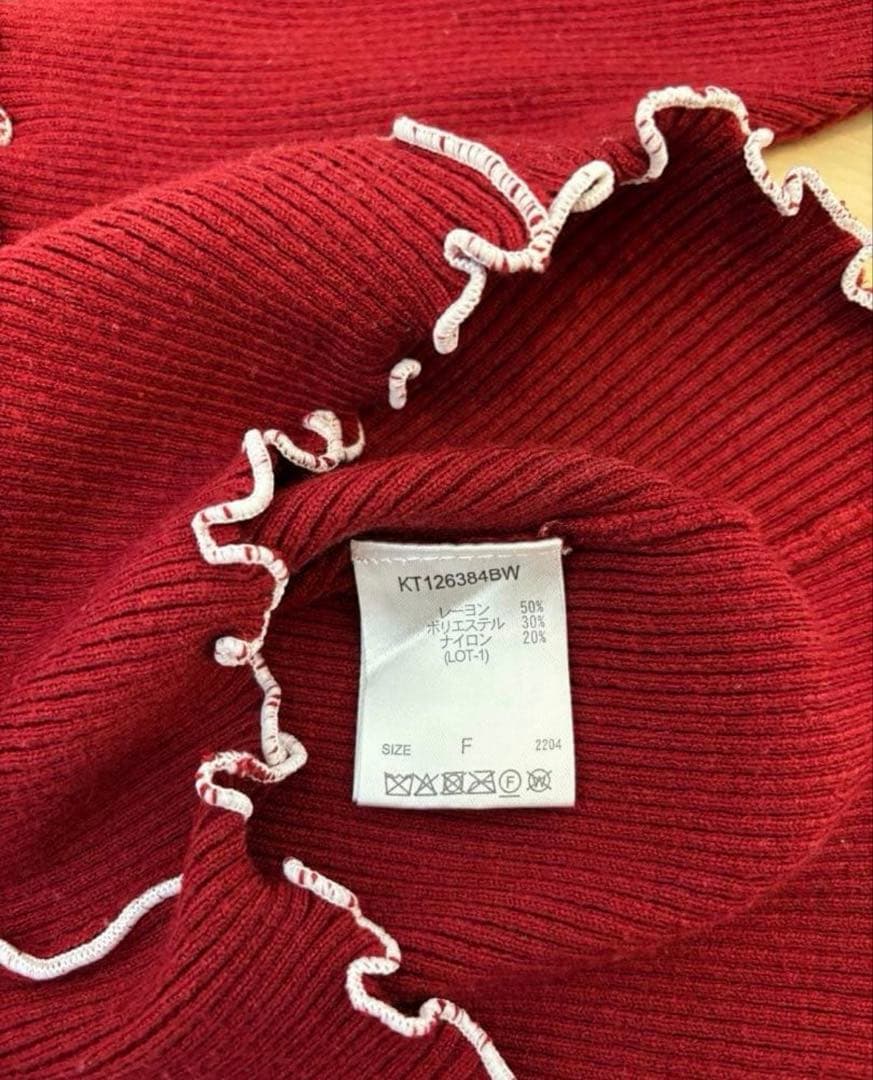 KT126384BW
レーヨン 50%
ポリエステル 30%
ナイロン 20%
(LOT-1)
SIZE F 2204
F W